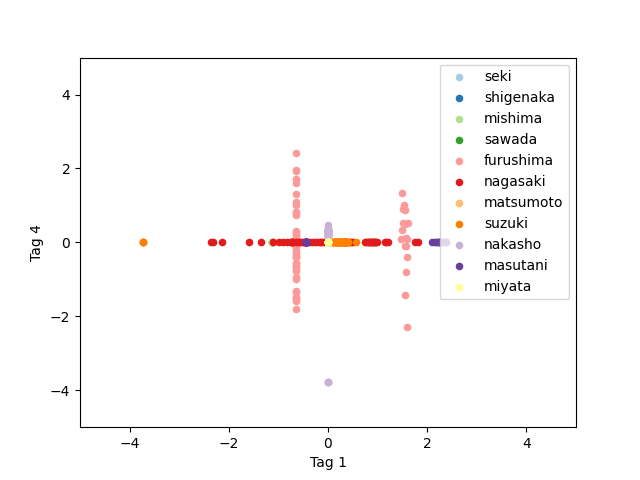 4
2
0
−2
−4
Tag 4
−4
−2
0
2
4
Tag 1
seki
shigenaka
mishima
sawada
furushima
nagasaki
matsumoto
suzuki
nakasho
masutani
miyata